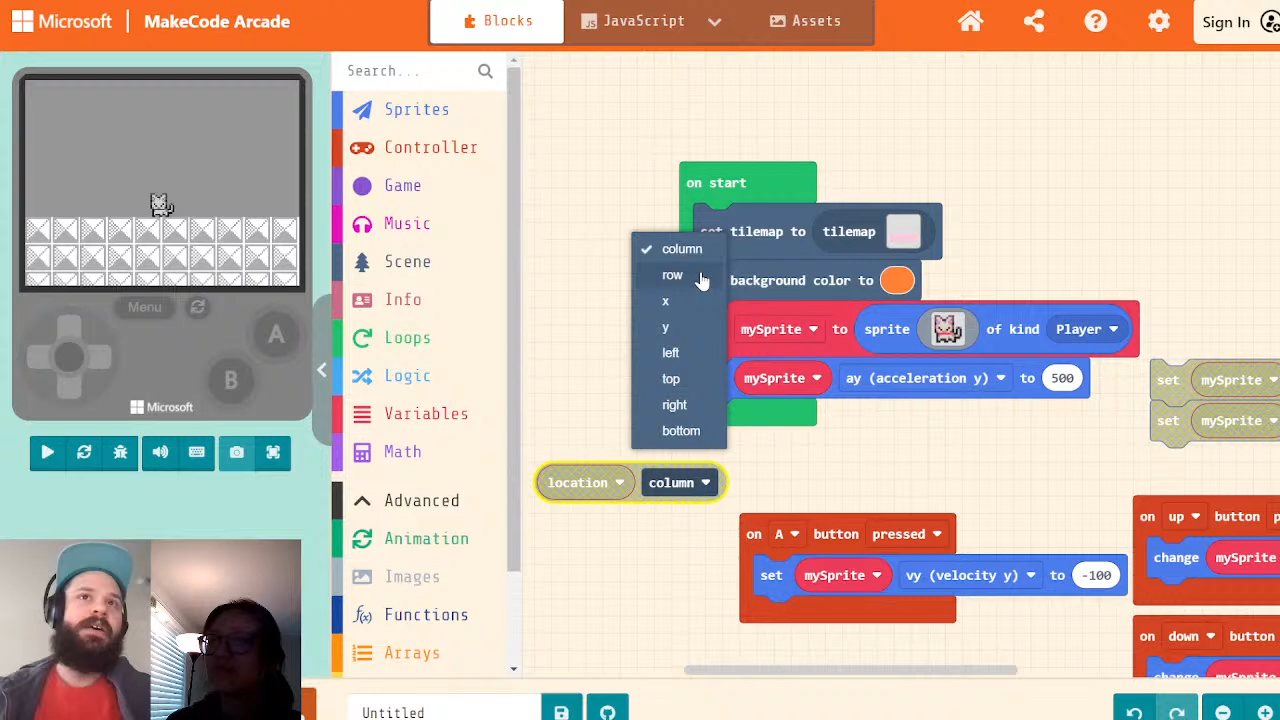 Microsoft | MakeCode Arcade
Blocks
JavaScript
Assets
Sign In
Search...
Sprites
Controller
Game
Music
Scene
Info
Loops
Logic
Variables
Math
Advanced
Animation
Images
Functions
Arrays
Menu
A
B
Microsoft
on start
tilemap to tilemap
background color to
mySprite to sprite of kind Player
mySprite ay (acceleration y) to 500
column
row
x
y
left
top
right
bottom
location column
set mySprite
set mySprite
on A button pressed
set mySprite vy (velocity y) to -100
on up button
change mySprite
on down button
change
Untitled